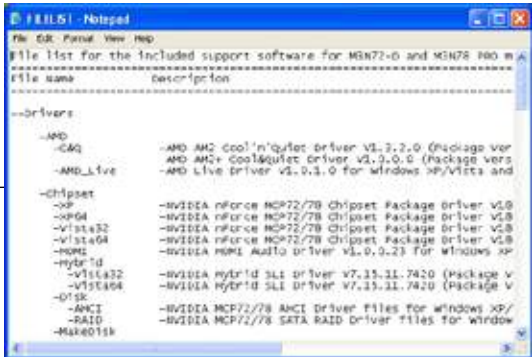 FILELIST - Notepad
File Edit Format View Help
File list for the included support software for M3N72-D and M3N78 PRO m
File name Description
--Drivers
-AMD
-C&Q -AMD AM2 Cool'n'Quiet Driver V1.3.2.0 (Package ver
AMD AM2+ Cool&Quiet Driver V1.0.0.0 (Package vers
-AMD_Live -AMD Live Driver V1.0.1.0 for Windows XP/Vista and
-Chipset
-XP -NVIDIA nForce MCP72/78 Chipset Package Driver v18
-XP64 -NVIDIA nForce MCP72/78 Chipset Package Driver v18
-Vista32 -NVIDIA nForce MCP72/78 Chipset Package Driver v18
-Vista64 -NVIDIA nForce MCP72/78 Chipset Package Driver v18
-HDMI -NVIDIA HDMI Audio Driver v1.0.0.23 for Windows XP
-Hybrid
-Vista32 -NVIDIA Hybrid SLI Driver v7.15.11.7420 (Package v
-Vista64 -NVIDIA Hybrid SLI Driver v7.15.11.7420 (Package v
-Disk
-AHCI -NVIDIA MCP72/78 AHCI Driver files for Windows XP/
-RAID -NVIDIA MCP72/78 SATA RAID Driver files for Window
-MakeDisk